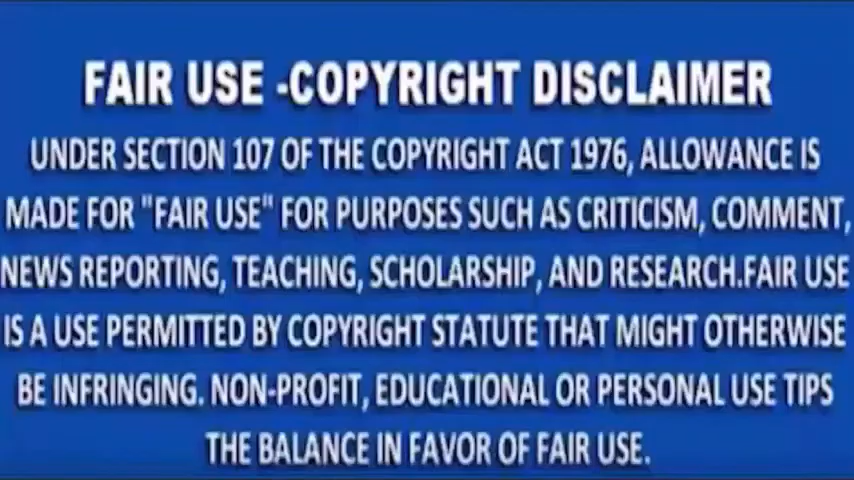 FAIR USE -COPYRIGHT DISCLAIMER
UNDER SECTION 107 OF THE COPYRIGHT ACT 1976, ALLOWANCE IS
MADE FOR "FAIR USE" FOR PURPOSES SUCH AS CRITICISM, COMMENT,
NEWS REPORTING, TEACHING, SCHOLARSHIP, AND RESEARCH.FAIR USE
IS A USE PERMITTED BY COPYRIGHT STATUTE THAT MIGHT OTHERWISE
BE INFRINGING. NON-PROFIT, EDUCATIONAL OR PERSONAL USE TIPS
THE BALANCE IN FAVOR OF FAIR USE.